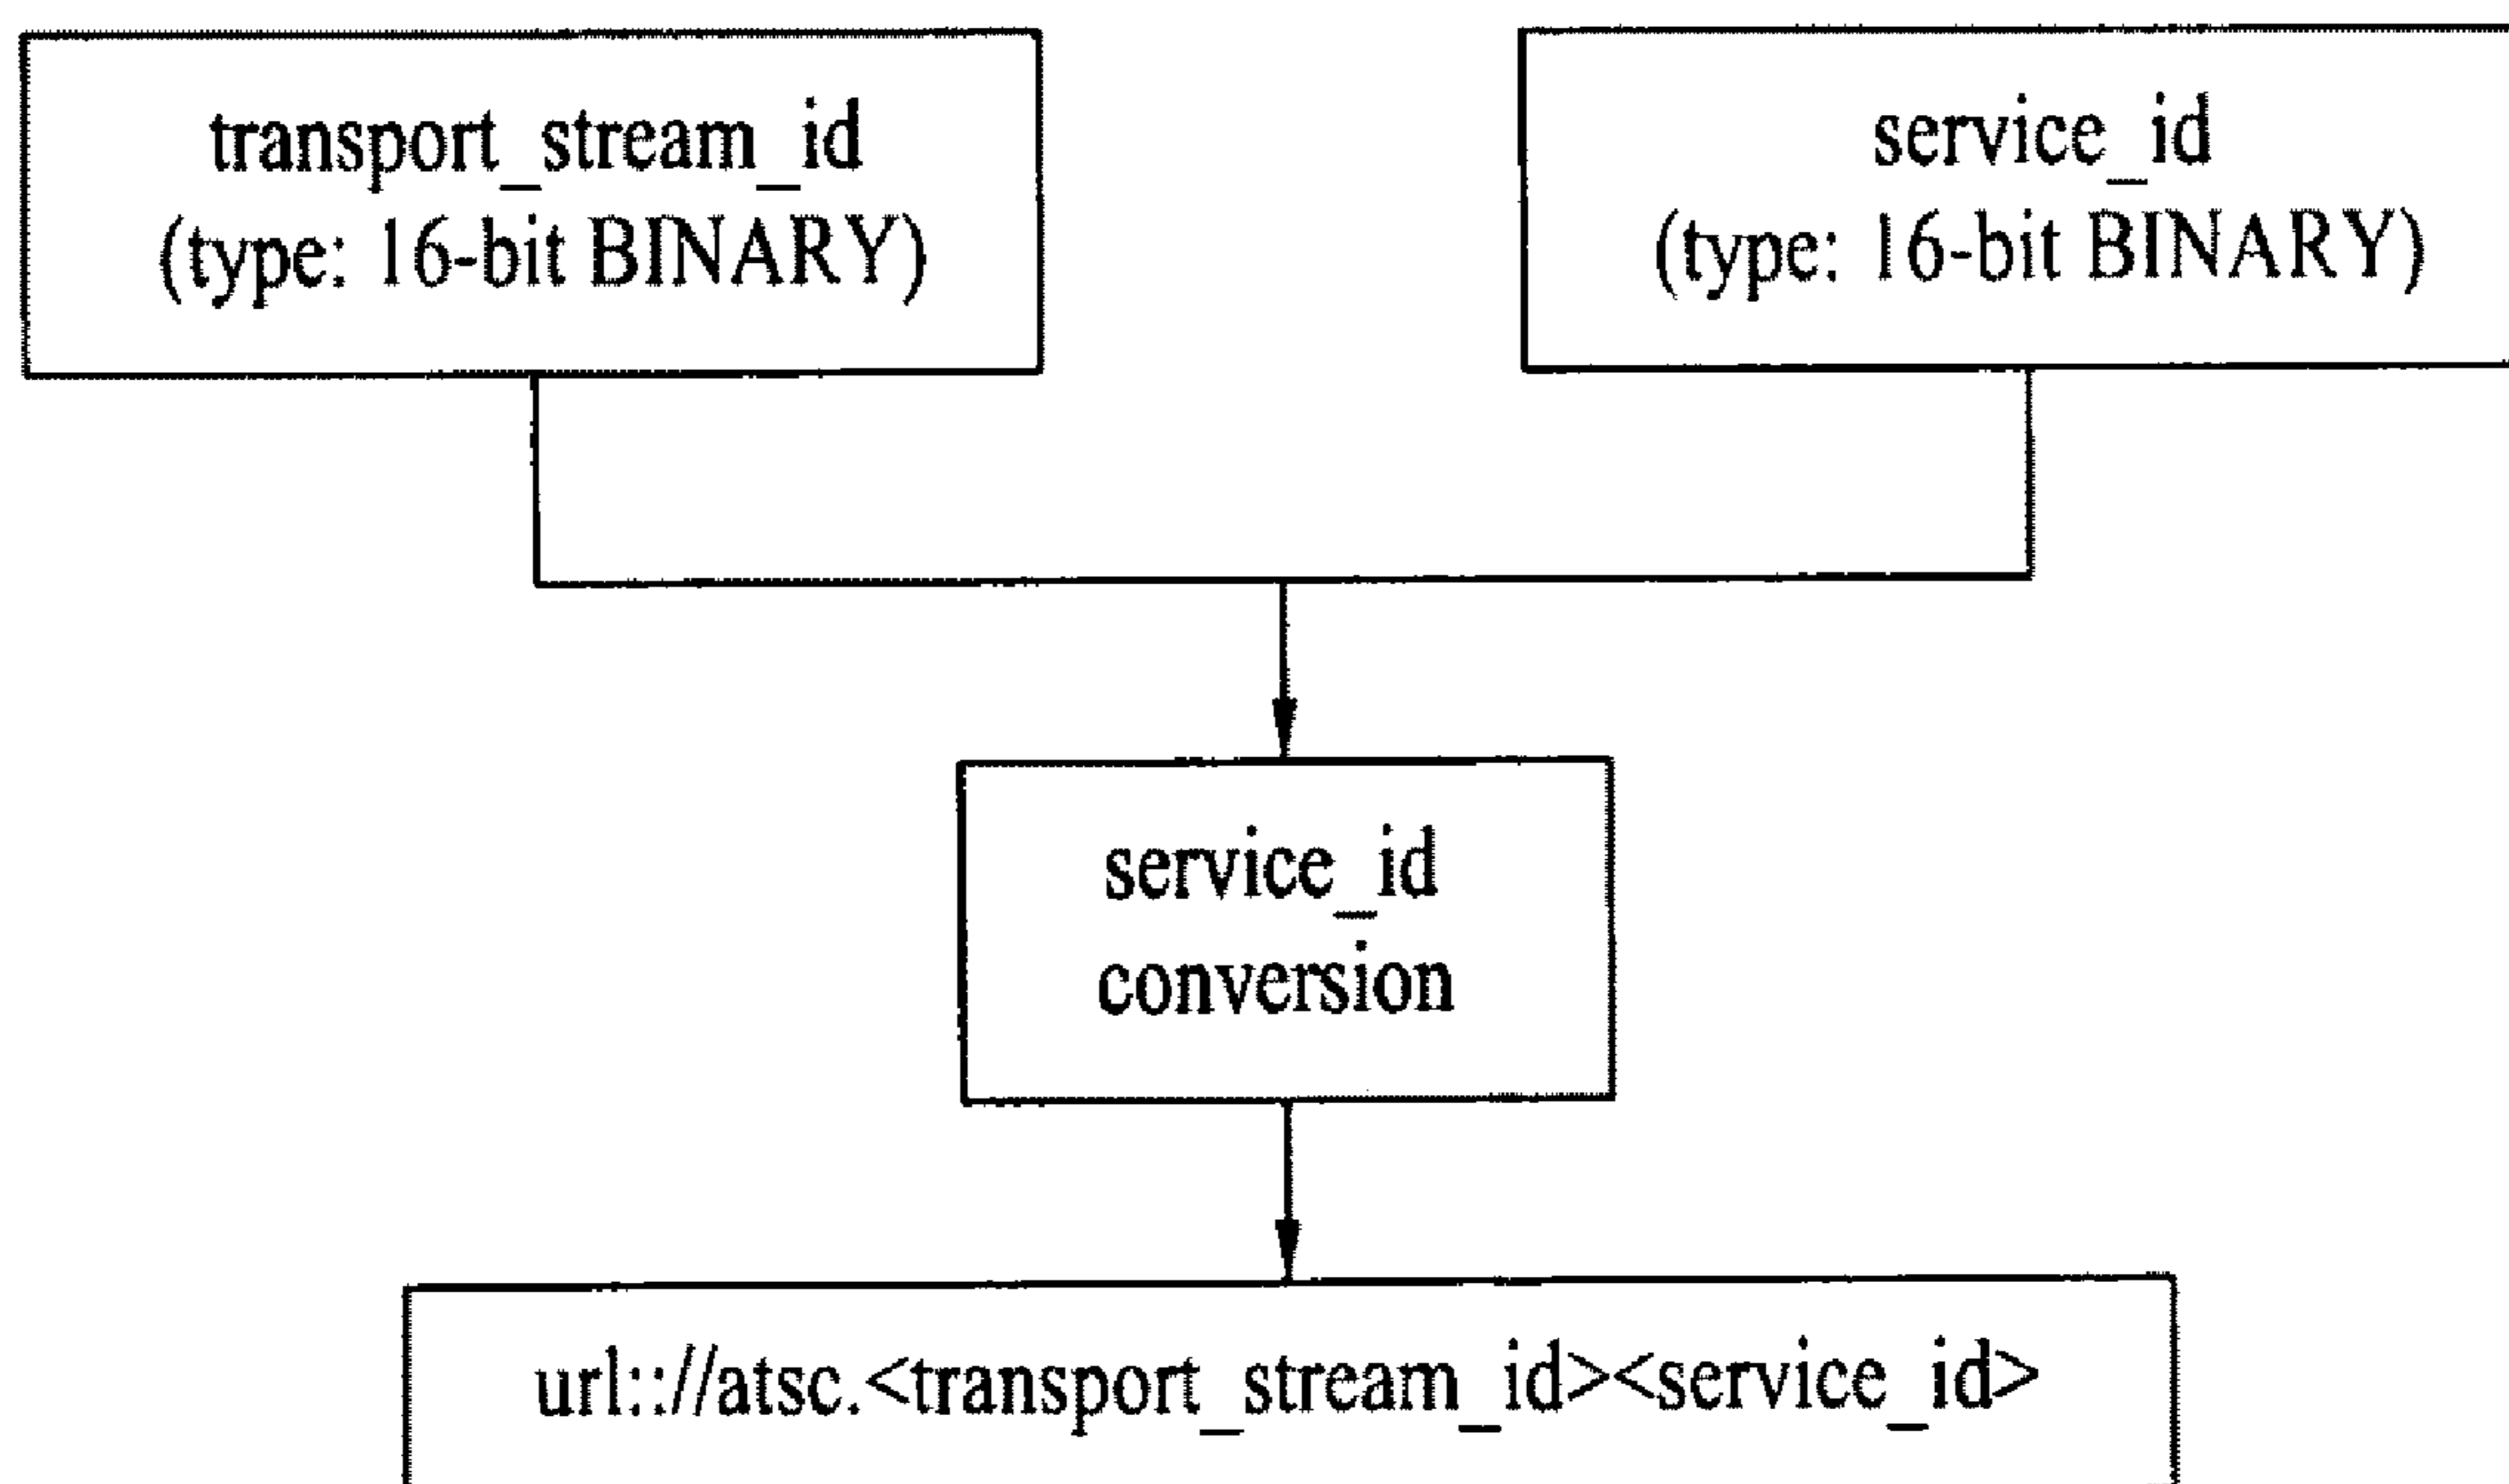 transport_stream_id
(type: 16-bit BINARY)
service_id
(type: 16-bit BINARY)
service_id
conversion
url:://atsc.<transport_stream_id><service_id>